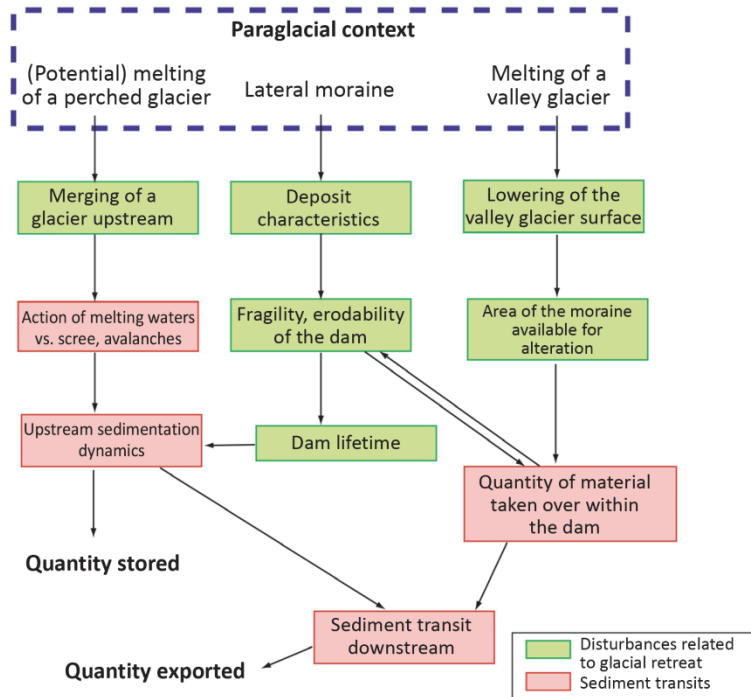 Paraglacial context
(Potential) melting
of a perched glacier
Lateral moraine
Melting of a
valley glacier
Merging of a
glacier upstream
Deposit
characteristics
Lowering of the
valley glacier surface
Action of melting waters
vs. scree, avalanches
Fragility, erodability
of the dam
Area of the moraine
available for
alteration
Upstream sedimentation
dynamics
Dam lifetime
Quantity of material
taken over within
the dam
Quantity stored
Sediment transit
downstream
Quantity exported
Disturbances related
to glacial retreat
Sediment transits